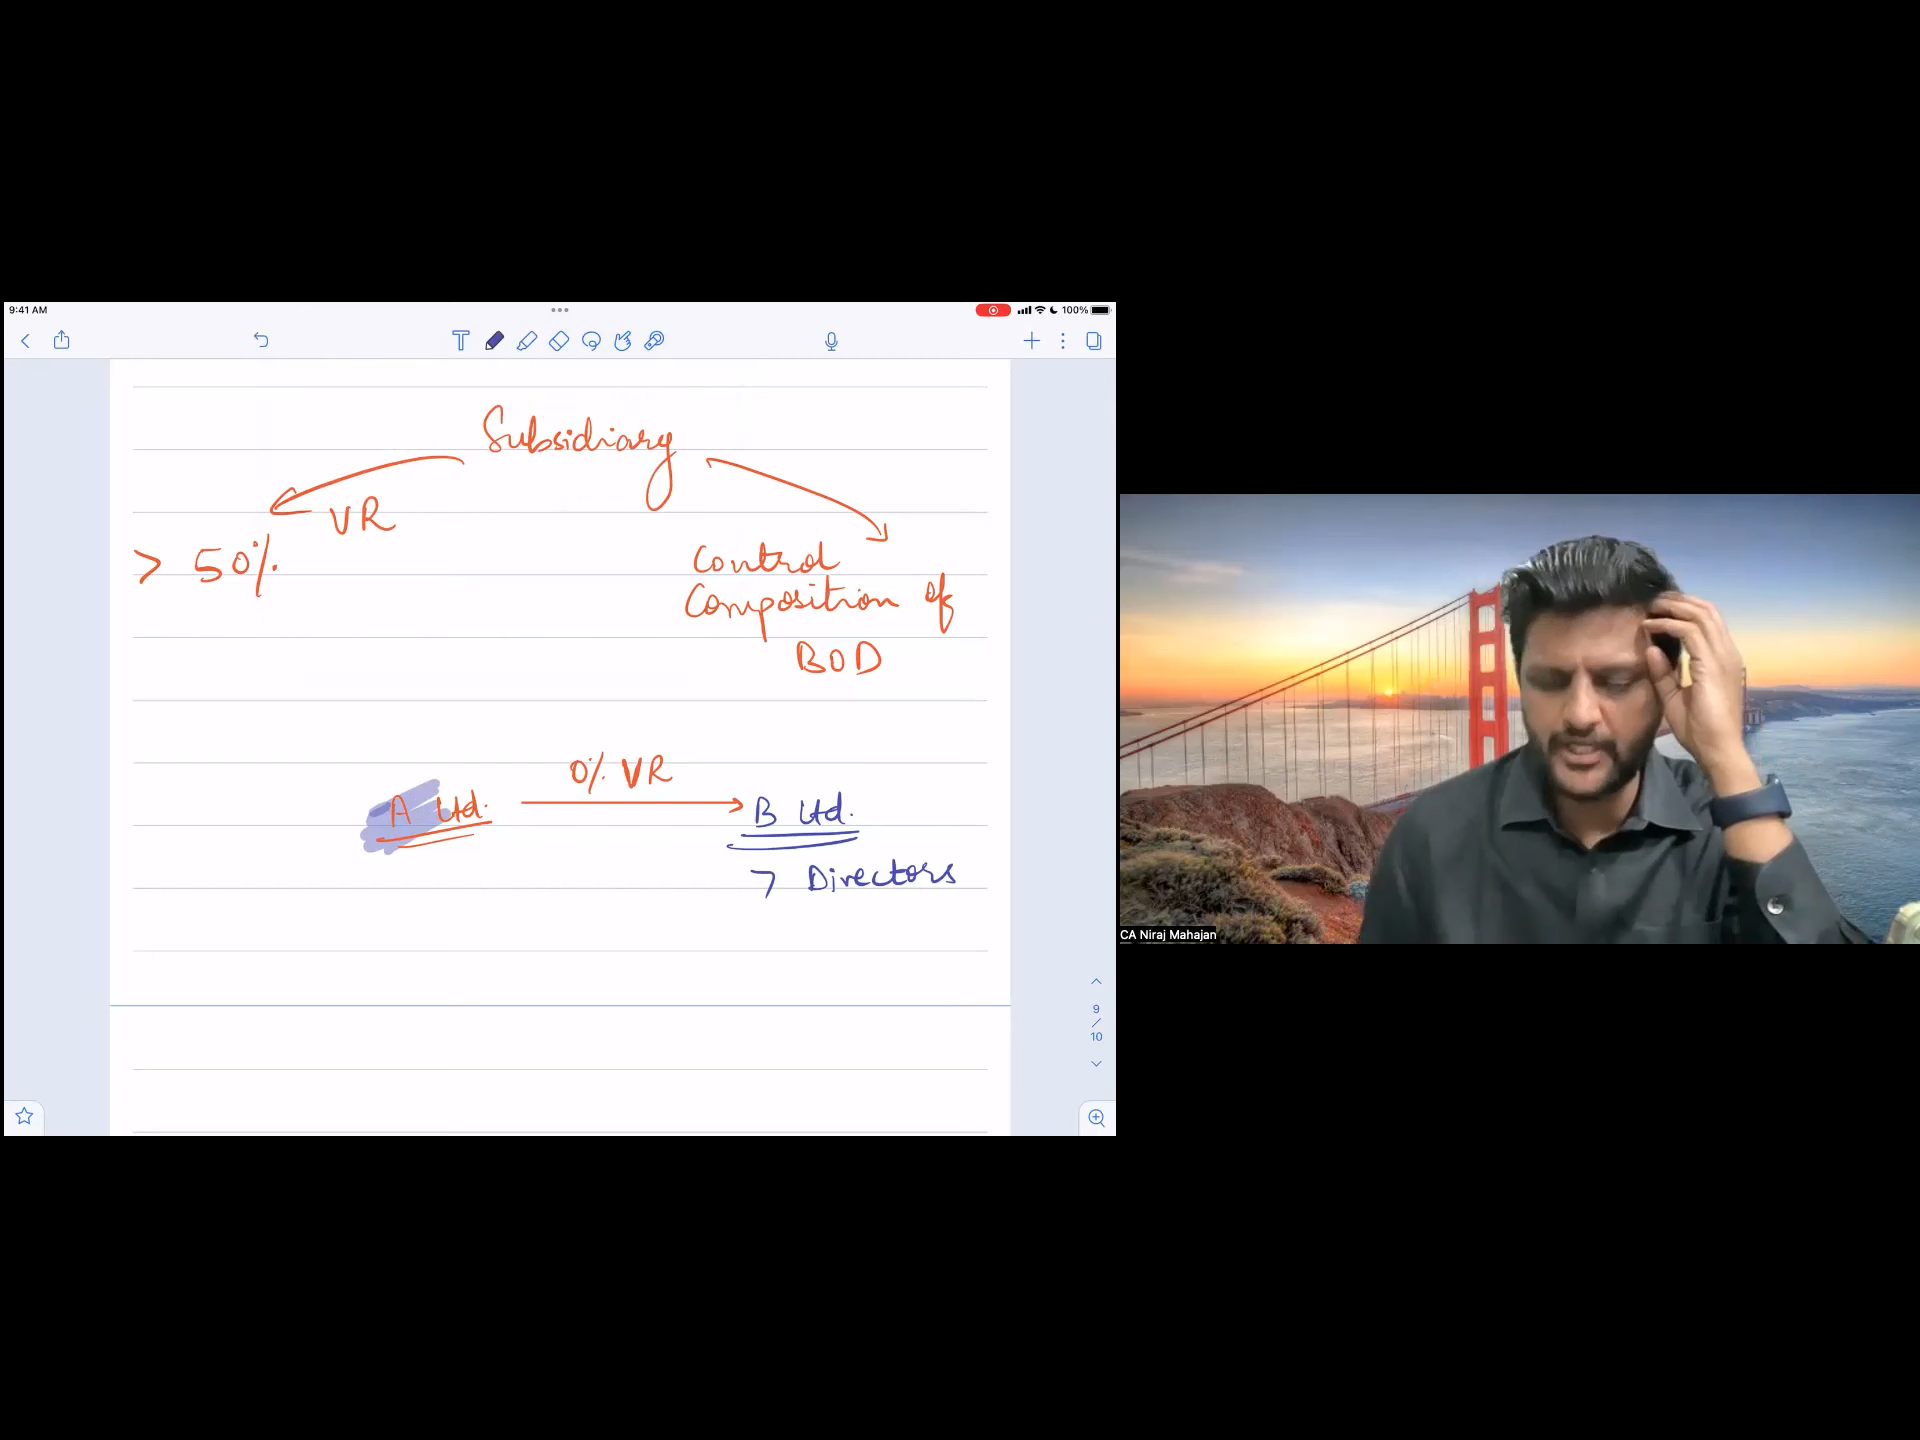 9:41 AM
100%
T
Subsidiary
VR
> 50%
Control
Composition of
BOD
0% VR
A Ltd.
B Ltd.
7 Directors
CA Niraj Mahajan
9
/
10